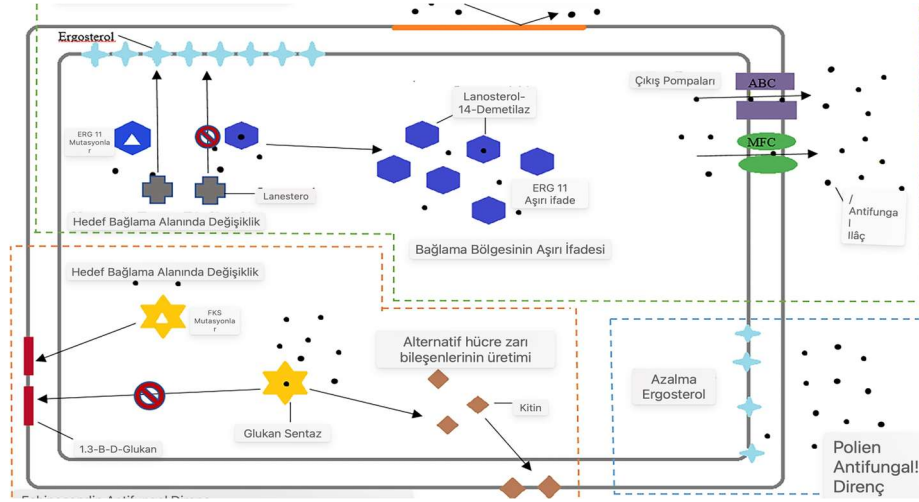 Ergosterol
Çıkış Pompaları
ABC
Lanosterol-
14-Demetilaz
ERG 11
Mutasyonla
r
MFC
ERG 11
Aşırı ifade
Lanestero
/
Antifunga
l
Ilâç
Hedef Bağlama Alanında Değişiklik
Bağlama Bölgesinin Aşırı İfadesi
Hedef Bağlama Alanında Değişiklik
FKS
Mutasyonla
r
Alternatif hücre zarı
bileşenlerinin üretimi
Azalma
Ergosterol
Kitin
Glukan Sentaz
1.3-B-D-Glukan
Polien
Antifungal!
Direnç